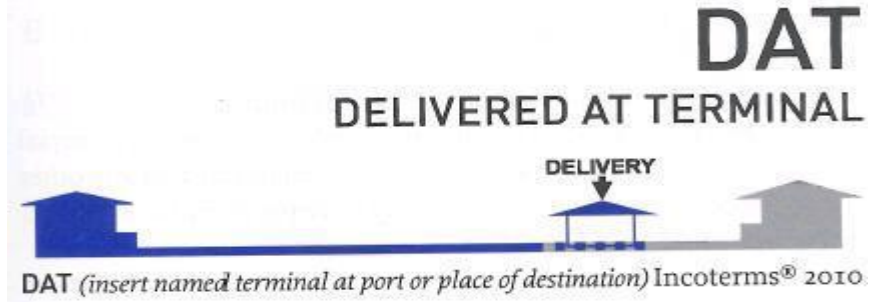 DAT
DELIVERED AT TERMINAL
DELIVERY
DAT (insert named terminal at port or place of destination) Incoterms® 2010